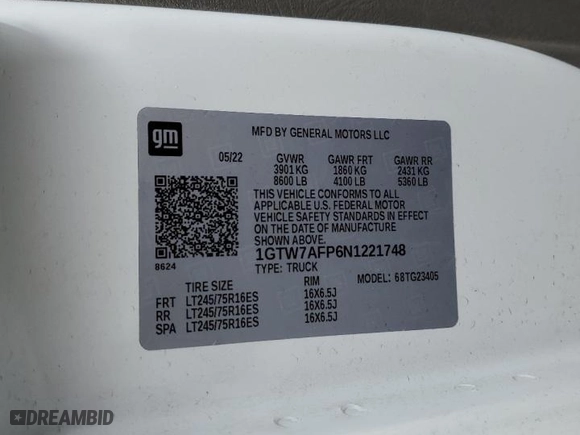 gm
MFD BY GENERAL MOTORS LLC
05/22 GVWR GAWR FRT GAWR RR
3901 KG 1860 KG 2431 KG
8600 LB 4100 LB 5360 LB
THIS VEHICLE CONFORMS TO ALL
APPLICABLE U.S. FEDERAL MOTOR
VEHICLE SAFETY STANDARDS IN EFFECT
ON THE DATE OF MANUFACTURE
SHOWN ABOVE.
8624 1GTW7AFP6N1221748
TYPE: TRUCK MODEL: 68TG23405
TIRE SIZE RIM
FRT LT245/75R16ES 16X6.5J
RR LT245/75R16ES 16X6.5J
SPA LT245/75R16ES 16X6.5J
DREAMBID